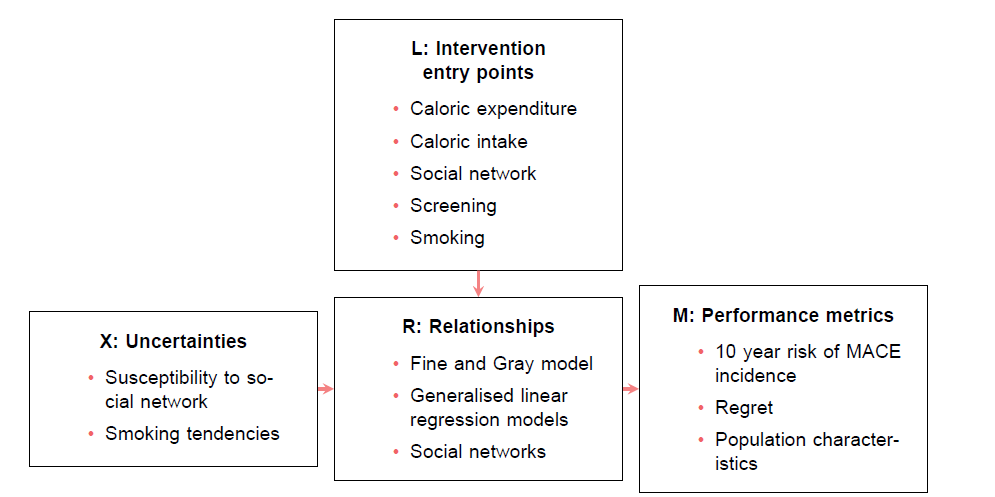 L: Intervention
entry points
• Caloric expenditure
• Caloric intake
• Social network
• Screening
• Smoking
X: Uncertainties
• Susceptibility to so-
cial network
• Smoking tendencies
R: Relationships
• Fine and Gray model
• Generalised linear
regression models
• Social networks
M: Performance metrics
• 10 year risk of MACE
incidence
• Regret
• Population character-
istics